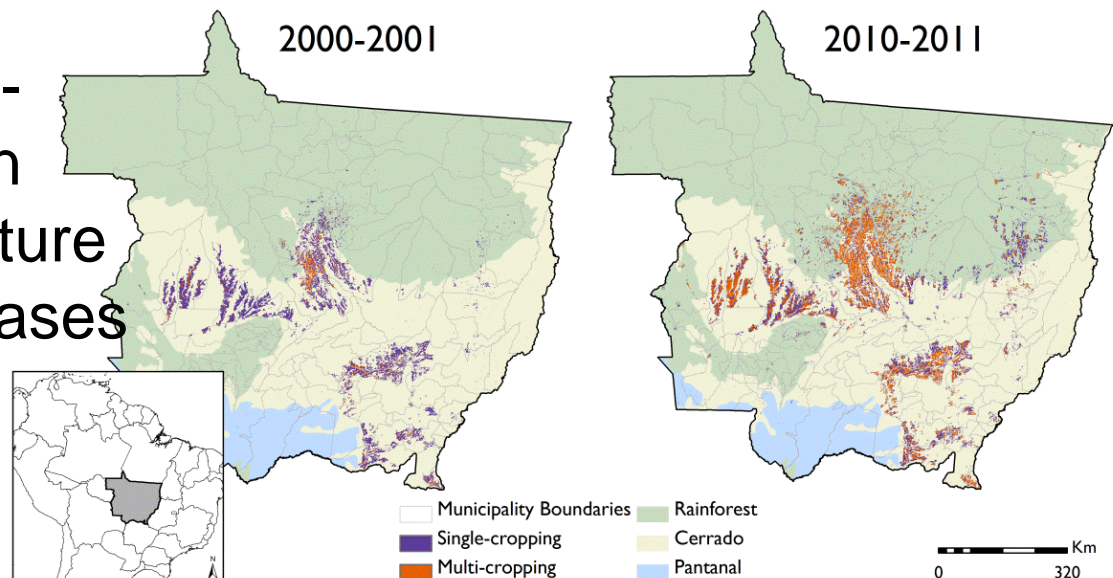 2000-2001
2010-2011
-
ture
ases
Municipality Boundaries
Single-cropping
Multi-cropping
Rainforest
Cerrado
Pantanal
N
Km
0 320